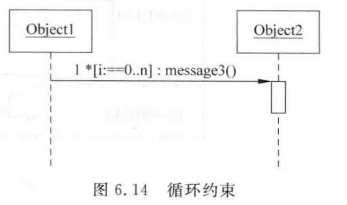 Object1
Object2
1 *[i:==0..n] : message3()
图 6.14 循环约束